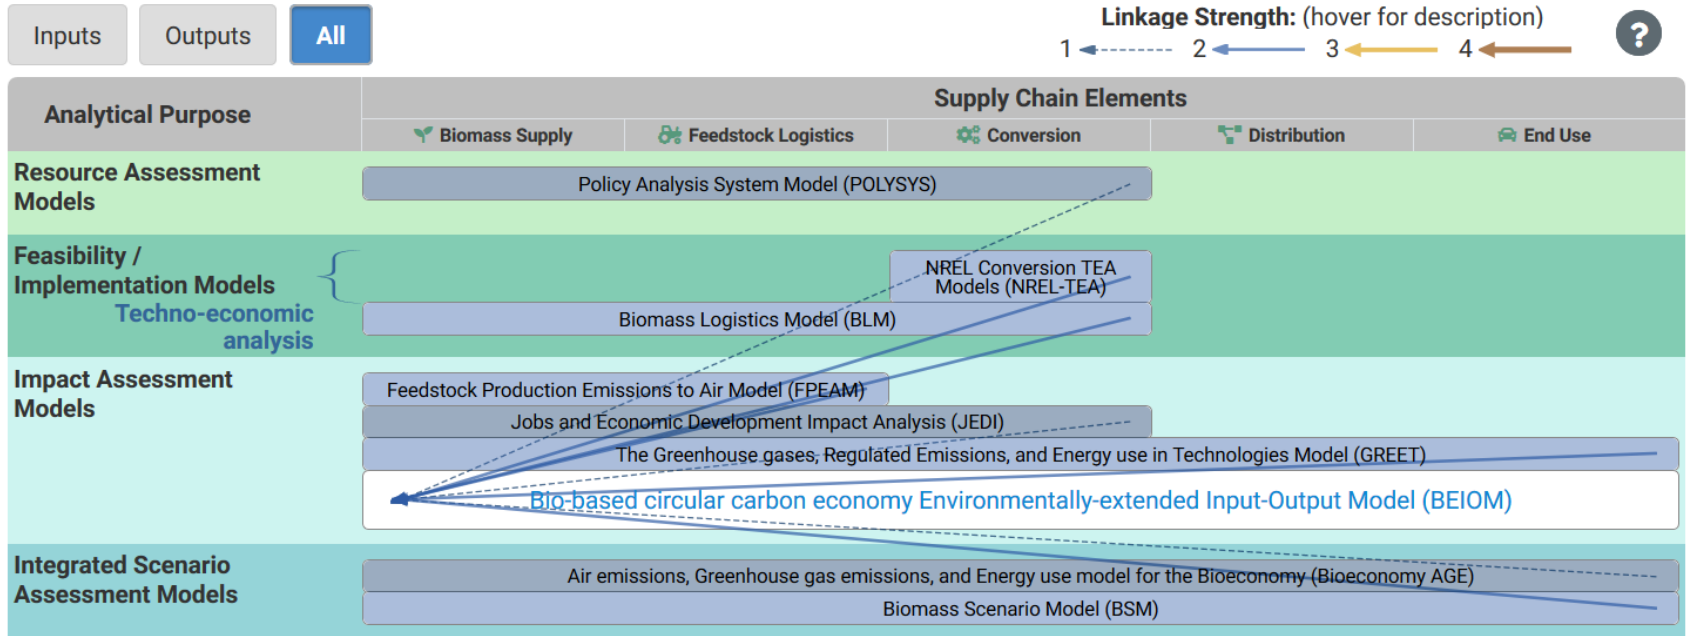 Inputs
Outputs
All
Linkage Strength: (hover for description)
1
2
3
4
?
Analytical Purpose
Supply Chain Elements
Biomass Supply
Feedstock Logistics
Conversion
Distribution
End Use
Resource Assessment
Models
Policy Analysis System Model (POLYSYS)
Feasibility /
Implementation Models
Techno-economic
analysis
NREL Conversion TEA
Models (NREL-TEA)
Biomass Logistics Model (BLM)
Impact Assessment
Models
Feedstock Production Emissions to Air Model (FPEAM)
Jobs and Economic Development Impact Analysis (JEDI)
The Greenhouse gases, Regulated Emissions, and Energy use in Technologies Model (GREET)
Bio-based circular carbon economy Environmentally-extended Input-Output Model (BEIOM)
Integrated Scenario
Assessment Models
Air emissions, Greenhouse gas emissions, and Energy use model for the Bioeconomy (Bioeconomy AGE)
Biomass Scenario Model (BSM)